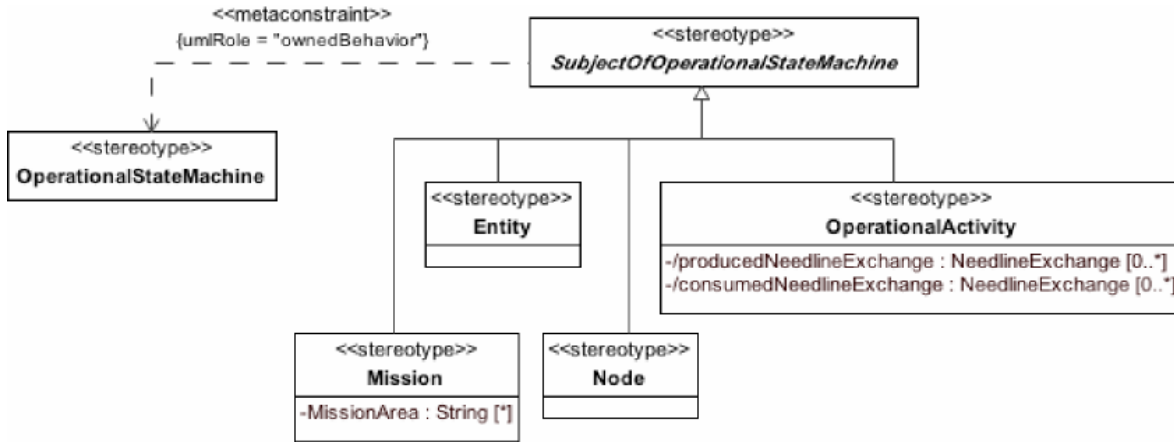 <<metaconstraint>>
{umlRole = "ownedBehavior"}
<<stereotype>>
SubjectOfOperationalStateMachine
<<stereotype>>
OperationalStateMachine
<<stereotype>>
Entity
<<stereotype>>
OperationalActivity
-/producedNeedlineExchange : NeedlineExchange [0..*]
-/consumedNeedlineExchange : NeedlineExchange [0..*]
<<stereotype>>
Mission
-MissionArea : String [*]
<<stereotype>>
Node